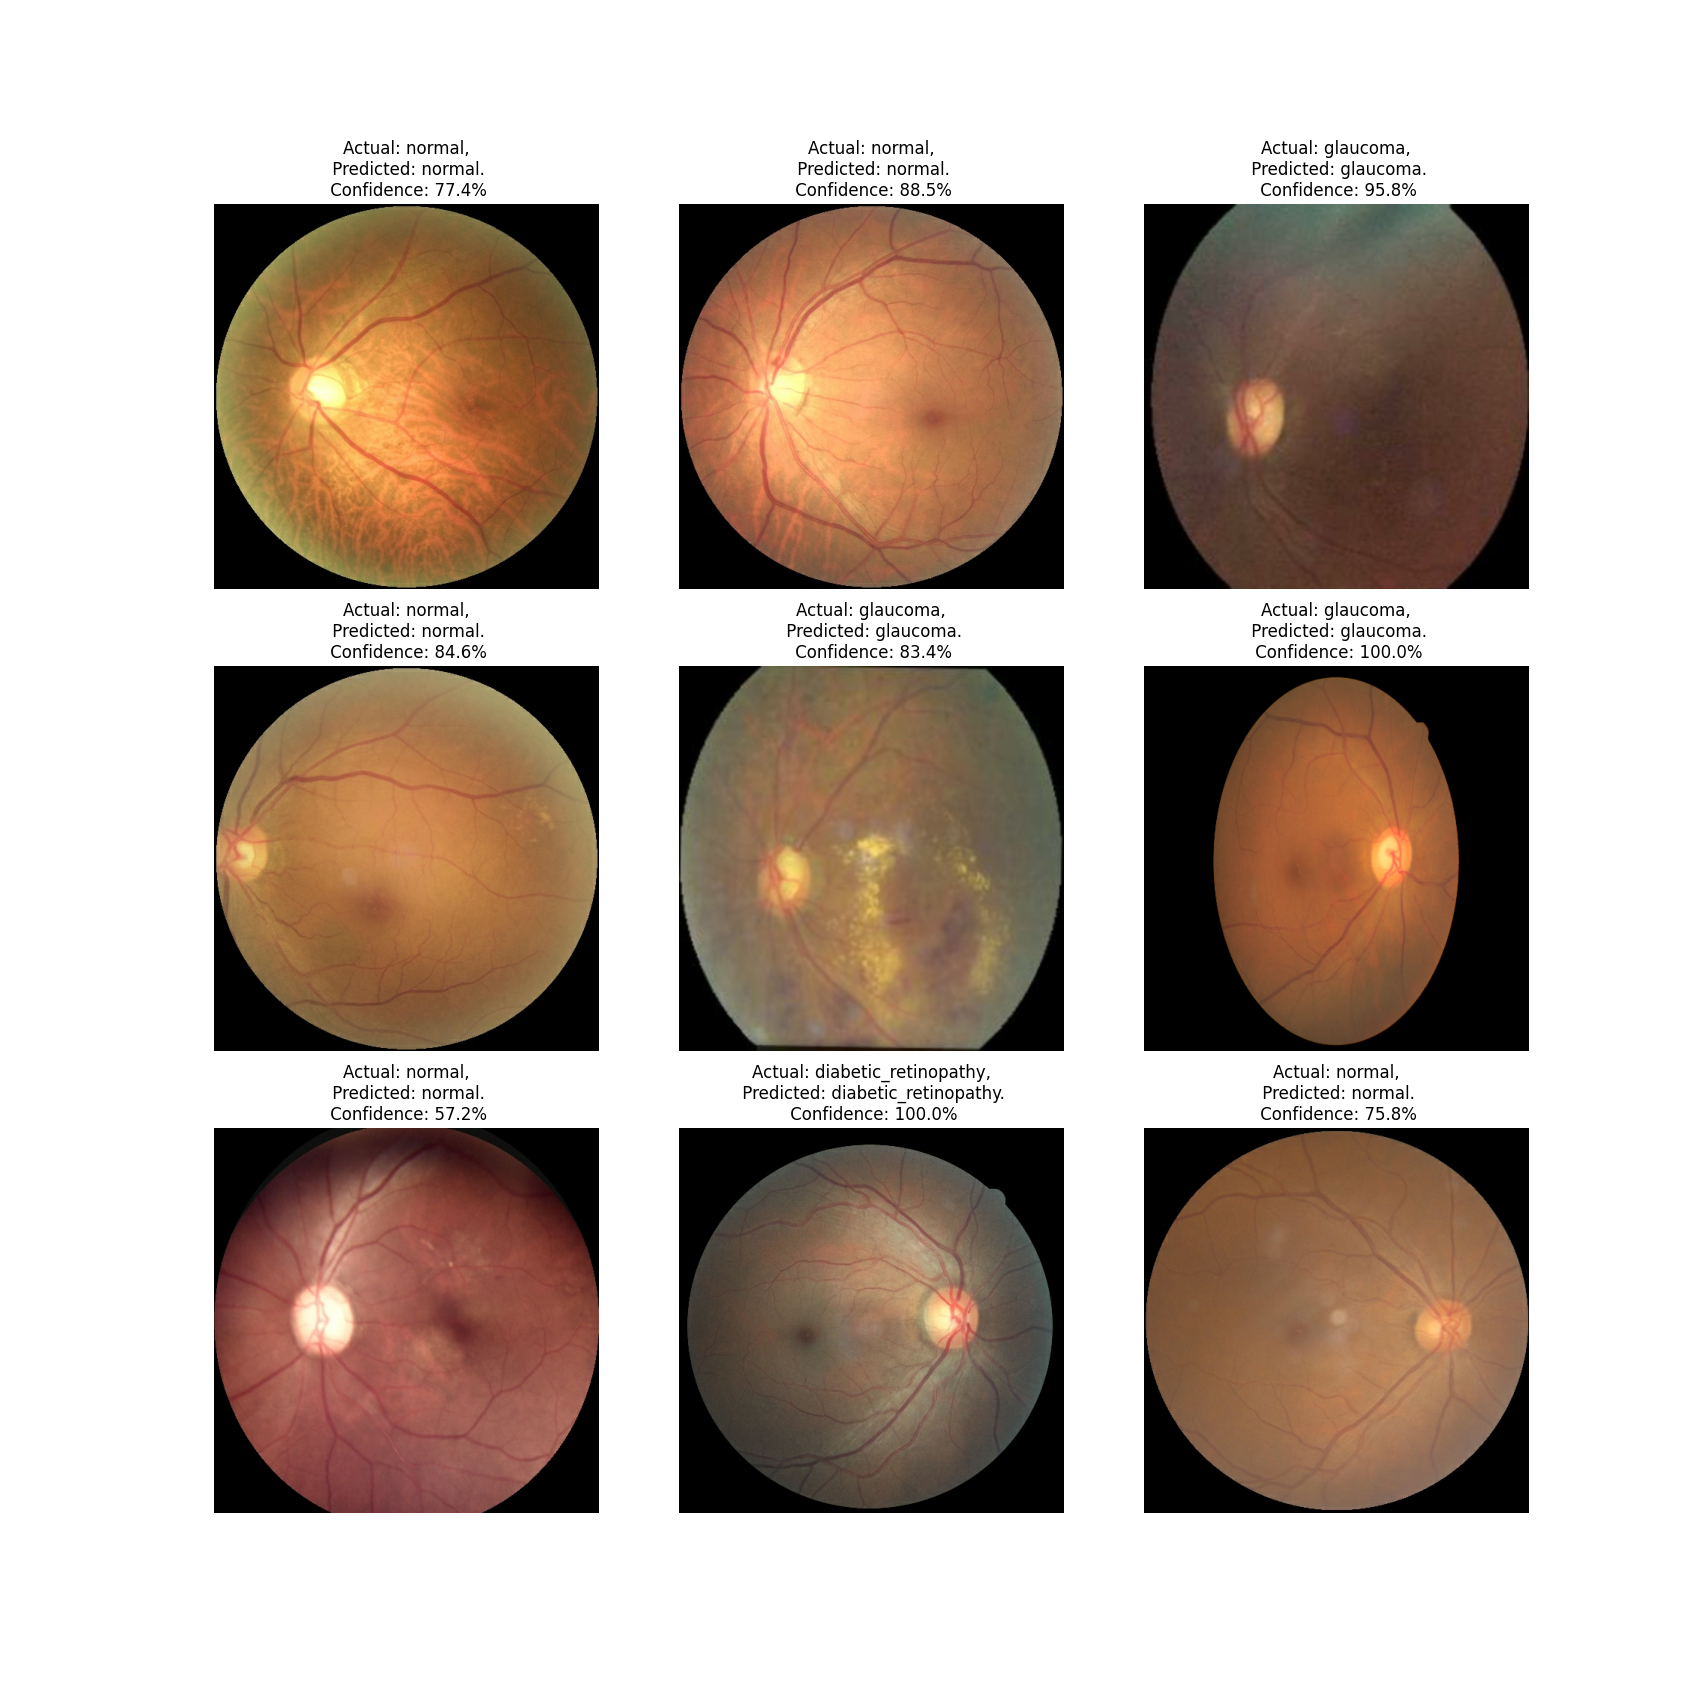 Actual: normal,
Predicted: normal.
Confidence: 77.4%
Actual: normal,
Predicted: normal.
Confidence: 88.5%
Actual: glaucoma,
Predicted: glaucoma.
Confidence: 95.8%
Actual: normal,
Predicted: normal.
Confidence: 84.6%
Actual: glaucoma,
Predicted: glaucoma.
Confidence: 83.4%
Actual: glaucoma,
Predicted: glaucoma.
Confidence: 100.0%
Actual: normal,
Predicted: normal.
Confidence: 57.2%
Actual: diabetic_retinopathy,
Predicted: diabetic_retinopathy.
Confidence: 100.0%
Actual: normal,
Predicted: normal.
Confidence: 75.8%